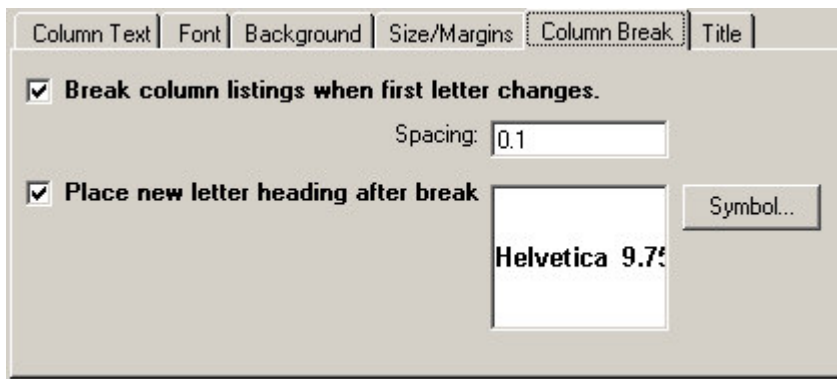 Column Text Font Background Size/Margins Column Break Title
Break column listings when first letter changes.
Spacing: 0.1
Place new letter heading after break
Symbol...
Helvetica 9.75